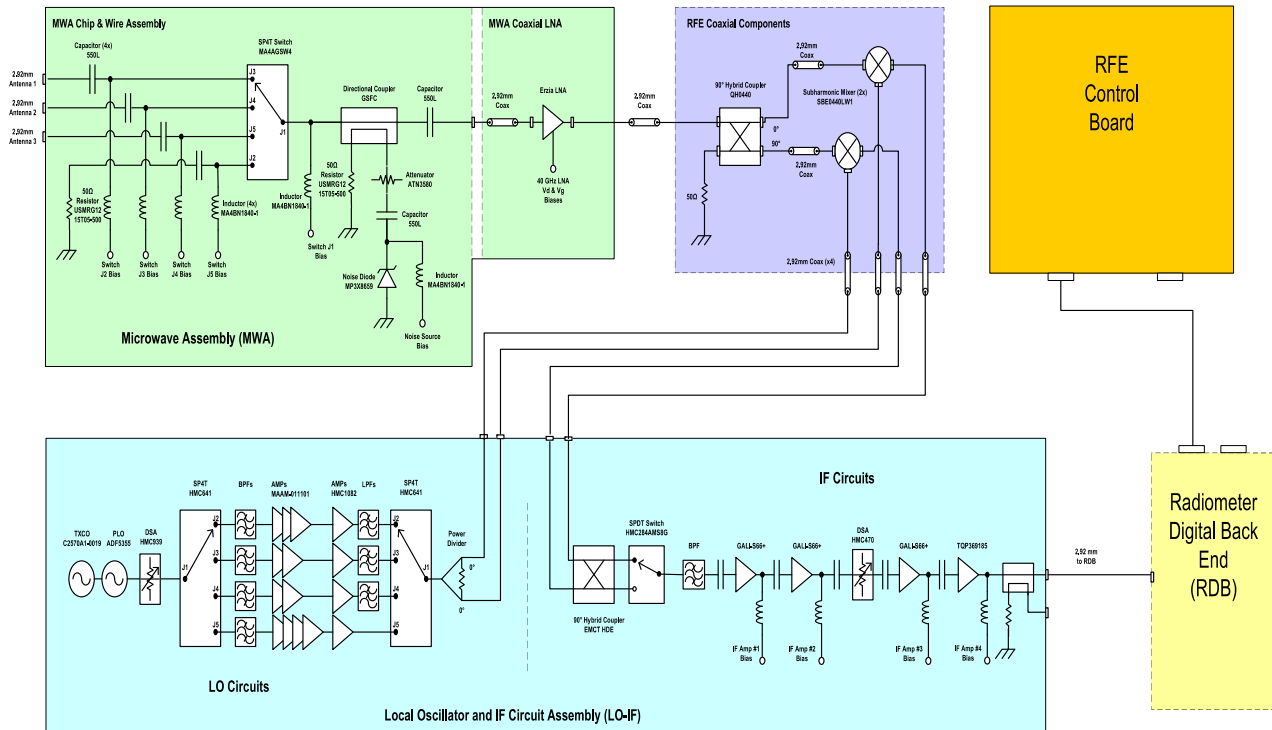 MWA Chip & Wire Assembly
MWA Coaxial LNA
RFE Coaxial Components
RFE
Control
Board
Capacitor (4x)
550L
SP4T Switch
MA4AGSW4
2,92mm
Antenna 1
2,92mm
Antenna 2
2,92mm
Antenna 3
J3
J4
J5
J2
J1
Directional Coupler
GSFC
Capacitor
550L
2,92mm
Coax
Erzia LNA
2,92mm
Coax
90° Hybrid Coupler
QH0440
0°
90°
2,92mm
Coax
Subharmonic Mixer (2x)
SBE0440LW1
2,92mm
Coax
50Ω
50Ω
Resistor
USMRG12
15T05-500
Inductor (4x)
MA4BN1840-1
Inductor
MA4BN1840-1
50Ω
Resistor
USMRG12
15T05-500
Attenuator
ATN3580
Capacitor
550L
40 GHz LNA
Vd & Vg
Biases
Switch
J2 Bias
Switch
J3 Bias
Switch
J4 Bias
Switch
J5 Bias
Switch J1
Bias
Noise Diode
MP3X8659
Inductor
MA4BN1840-1
Noise Source
Bias
2,92mm Coax (x4)
Microwave Assembly (MWA)
IF Circuits
TXCO
C2570A1-0019
PLO
ADF5355
DSA
HMC939
SP4T
HMC641
BPFs
AMPs
MAAM-011101
AMPs
HMC1082
LPFs
SP4T
HMC641
Power
Divider
0°
0°
J1
J2
J3
J4
J5
J2
J3
J4
J5
J1
SPDT Switch
HMC284AMS8G
BPF
GALI-S66+
GALI-S66+
DSA
HMC470
GALI-S66+
TQP369185
2,92 mm
to RDB
90° Hybrid Coupler
EMCT HDE
IF Amp #1
Bias
IF Amp #2
Bias
IF Amp #3
Bias
IF Amp #4
Bias
LO Circuits
Local Oscillator and IF Circuit Assembly (LO-IF)
Radiometer
Digital Back
End
(RDB)